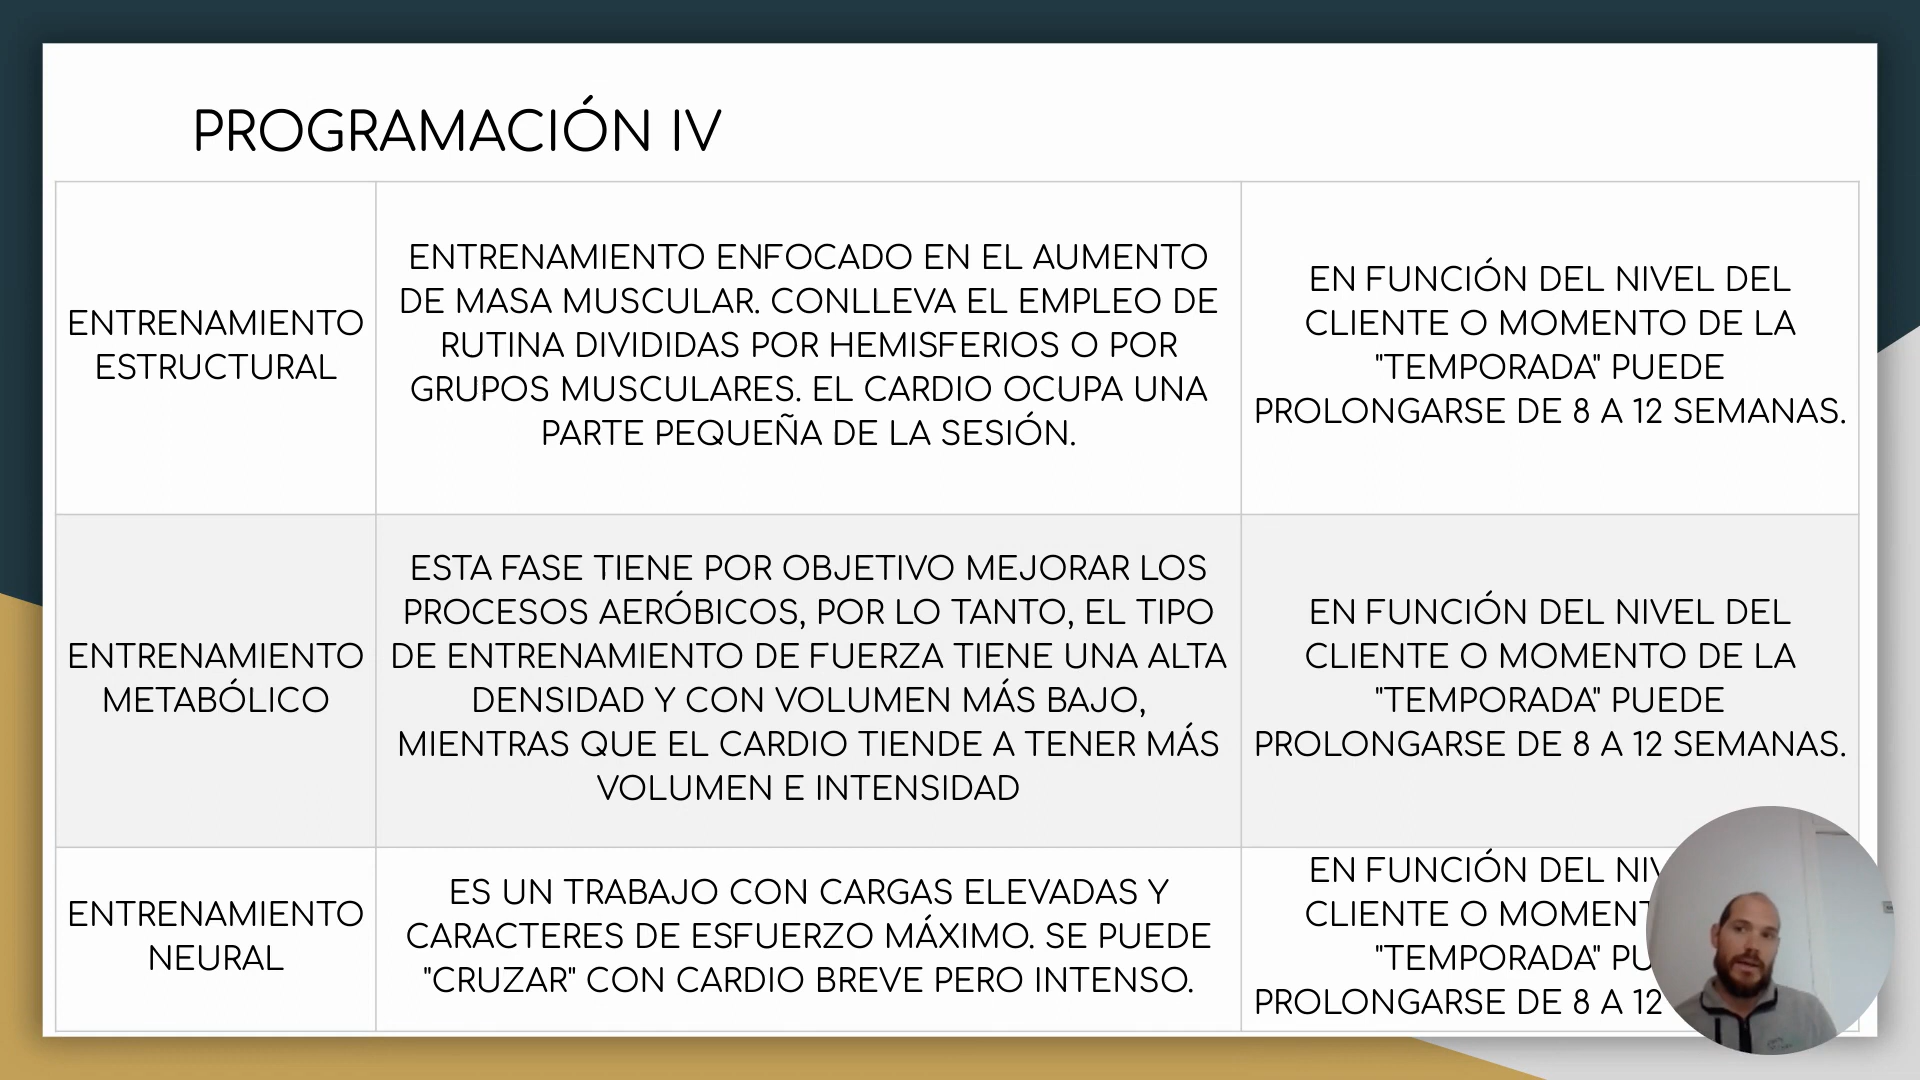 PROGRAMACIÓN IV
ENTRENAMIENTO
ESTRUCTURAL
ENTRENAMIENTO ENFOCADO EN EL AUMENTO
DE MASA MUSCULAR. CONLLEVA EL EMPLEO DE
RUTINA DIVIDIDAS POR HEMISFERIOS O POR
GRUPOS MUSCULARES. EL CARDIO OCUPA UNA
PARTE PEQUEÑA DE LA SESIÓN.
EN FUNCIÓN DEL NIVEL DEL
CLIENTE O MOMENTO DE LA
"TEMPORADA" PUEDE
PROLONGARSE DE 8 A 12 SEMANAS.
ENTRENAMIENTO
METABÓLICO
ESTA FASE TIENE POR OBJETIVO MEJORAR LOS
PROCESOS AERÓBICOS, POR LO TANTO, EL TIPO
DE ENTRENAMIENTO DE FUERZA TIENE UNA ALTA
DENSIDAD Y CON VOLUMEN MÁS BAJO,
MIENTRAS QUE EL CARDIO TIENDE A TENER MÁS
VOLUMEN E INTENSIDAD
EN FUNCIÓN DEL NIVEL DEL
CLIENTE O MOMENTO DE LA
"TEMPORADA" PUEDE
PROLONGARSE DE 8 A 12 SEMANAS.
ENTRENAMIENTO
NEURAL
ES UN TRABAJO CON CARGAS ELEVADAS Y
CARACTERES DE ESFUERZO MÁXIMO. SE PUEDE
"CRUZAR" CON CARDIO BREVE PERO INTENSO.
EN FUNCIÓN DEL
CLIENTE O
"TEMPORADA"
PROLONGARSE DE 8 A 12